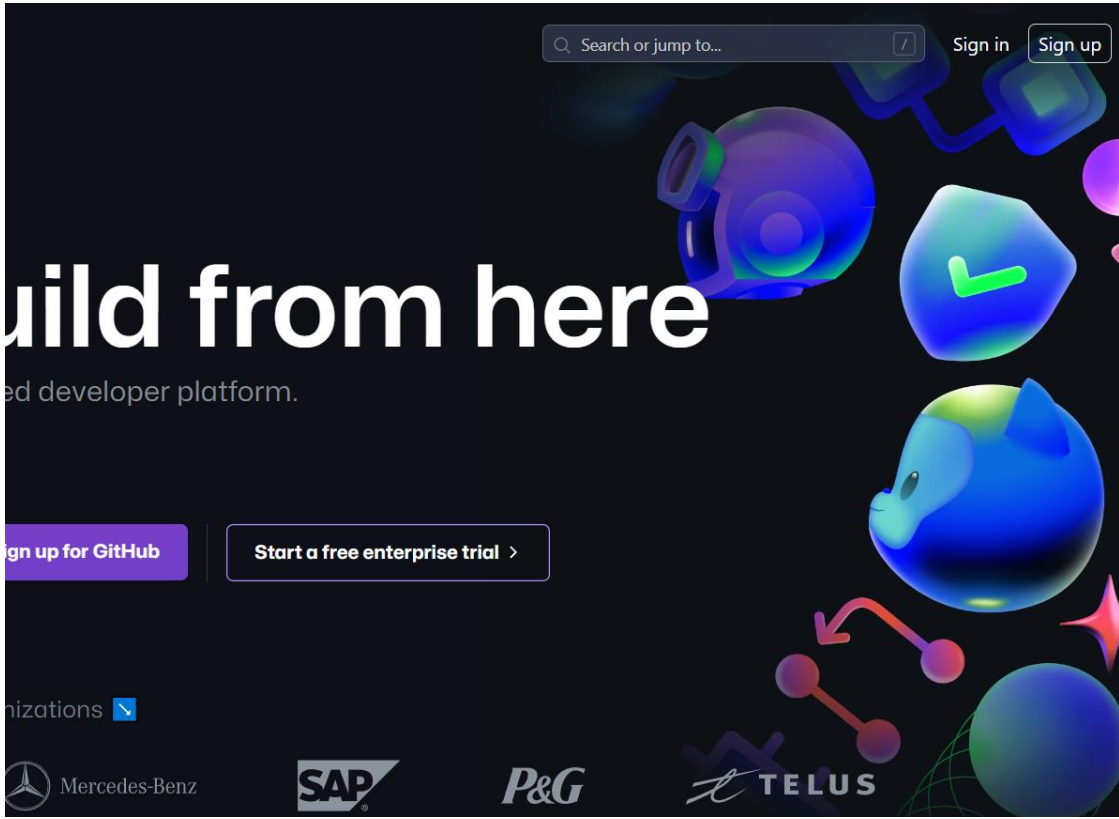 Search or jump to... / Sign in Sign up
uild from here
ed developer platform.
ign up for GitHub Start a free enterprise trial >
nizations ↘
Mercedes-Benz SAP ® P&G TELUS